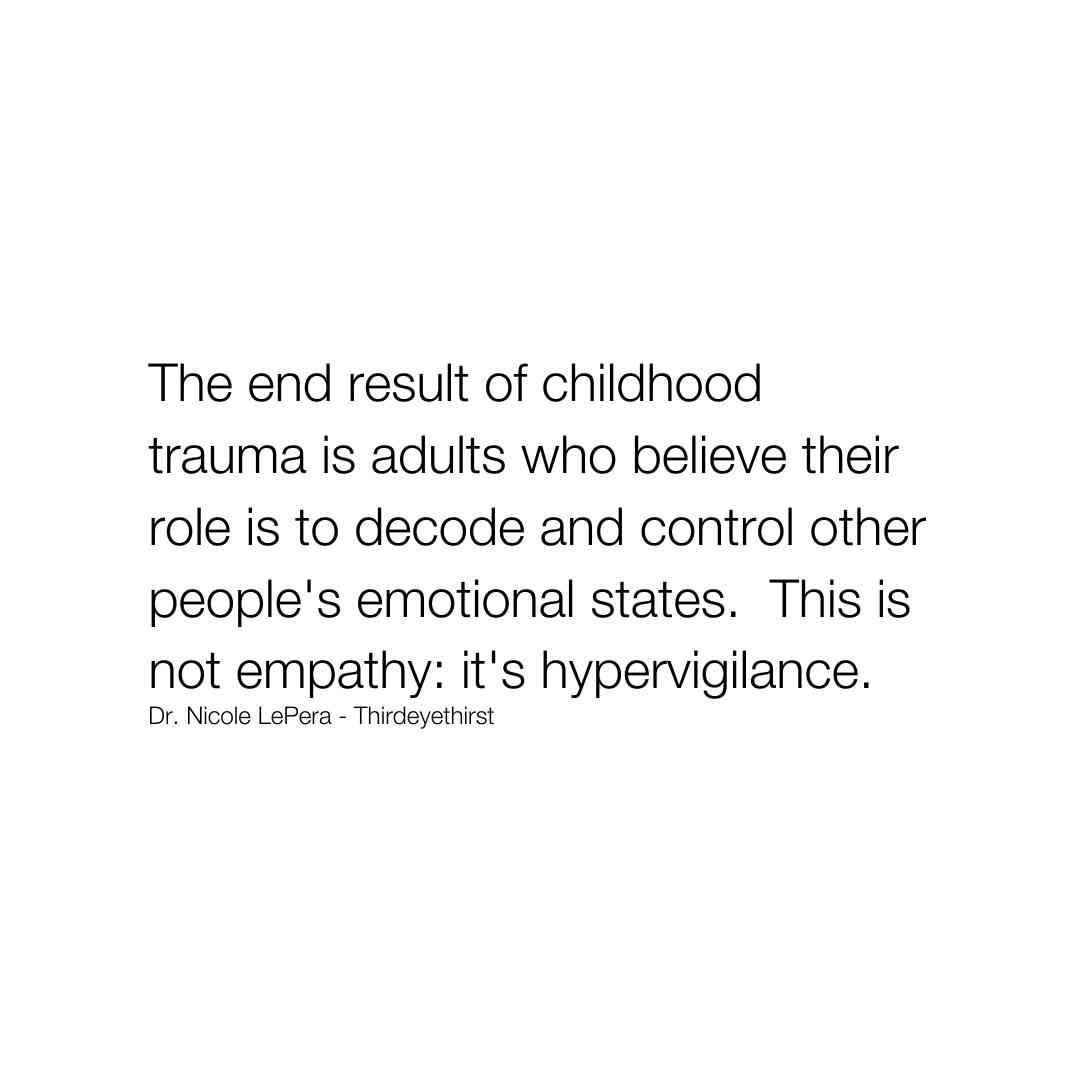 The end result of childhood
trauma is adults who believe their
role is to decode and control other
people's emotional states.  This is
not empathy: it's hypervigilance.
Dr. Nicole LePera - Thirdeyethirst